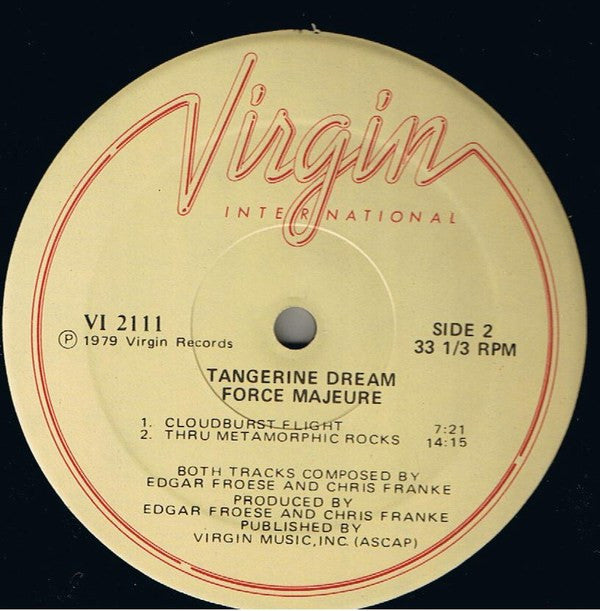 Virgin
INTERNATIONAL
VI 2111
Ⓟ 1979 Virgin Records
SIDE 2
33 1/3 RPM
TANGERINE DREAM
FORCE MAJEURE
1. CLOUDBURST FLIGHT 7:21
2. THRU METAMORPHIC ROCKS 14:15
BOTH TRACKS COMPOSED BY
EDGAR FROESE AND CHRIS FRANKE
PRODUCED BY
EDGAR FROESE AND CHRIS FRANKE
PUBLISHED BY
VIRGIN MUSIC, INC. (ASCAP)